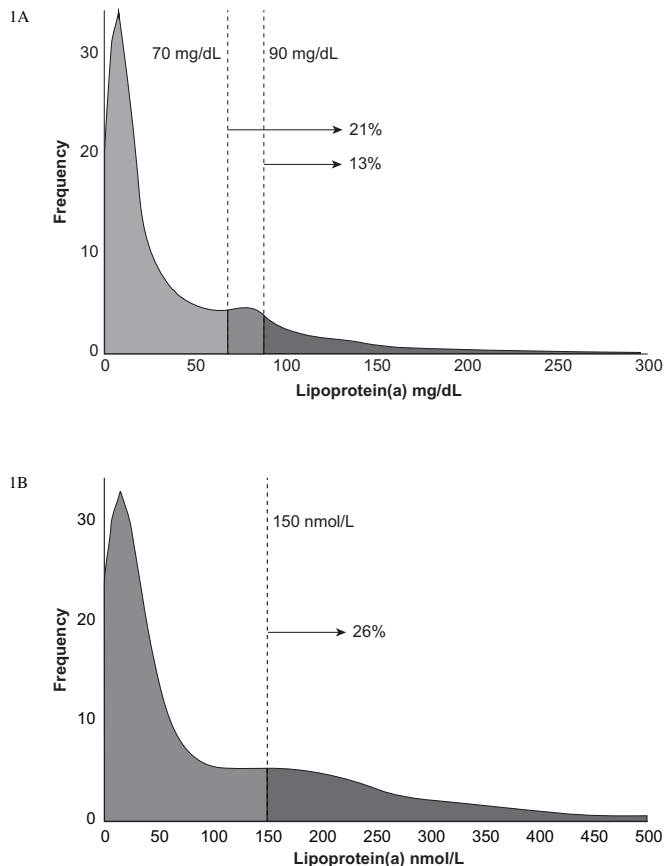 1A
30
20
10
0
Frequency
70 mg/dL
90 mg/dL
21%
13%
0 50 100 150 200 250 300
Lipoprotein(a) mg/dL
1B
30
20
10
0
Frequency
150 nmol/L
26%
0 50 100 150 200 250 300 350 400 450 500
Lipoprotein(a) nmol/L